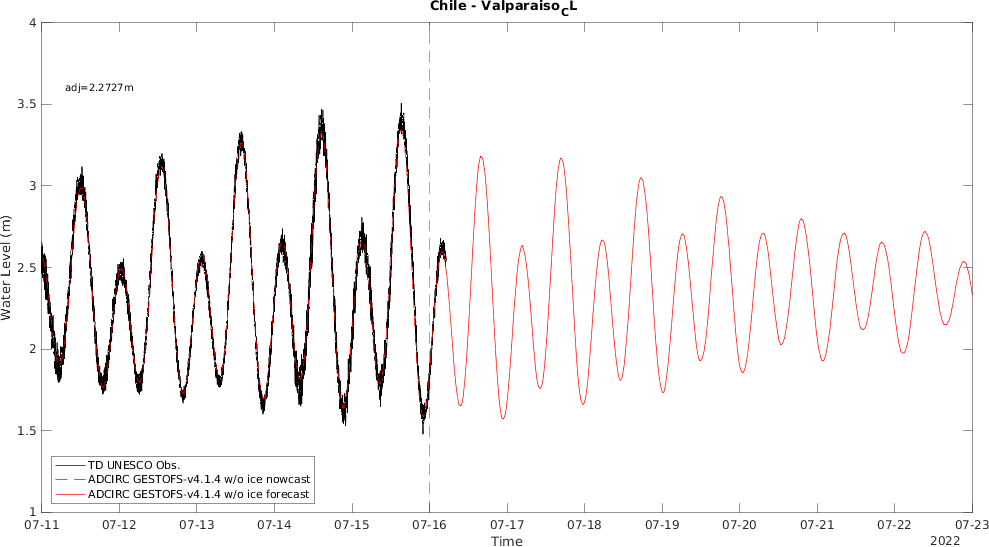 Chile - Valparaiso_CL
4
adj=2.2727m
3.5
3
2.5
Water Level (m)
2
1.5
TD UNESCO Obs.
ADCIRC GESTOFS-v4.1.4 w/o ice nowcast
ADCIRC GESTOFS-v4.1.4 w/o ice forecast
1
07-11 07-12 07-13 07-14 07-15 07-16 07-17 07-18 07-19 07-20 07-21 07-22 07-23
Time
2022